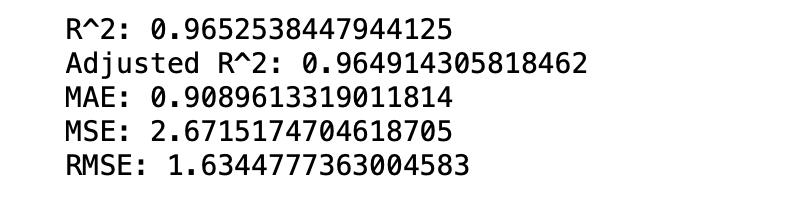 R^2: 0.9652538447944125
Adjusted R^2: 0.964914305818462
MAE: 0.9089613319011814
MSE: 2.6715174704618705
RMSE: 1.6344777363004583